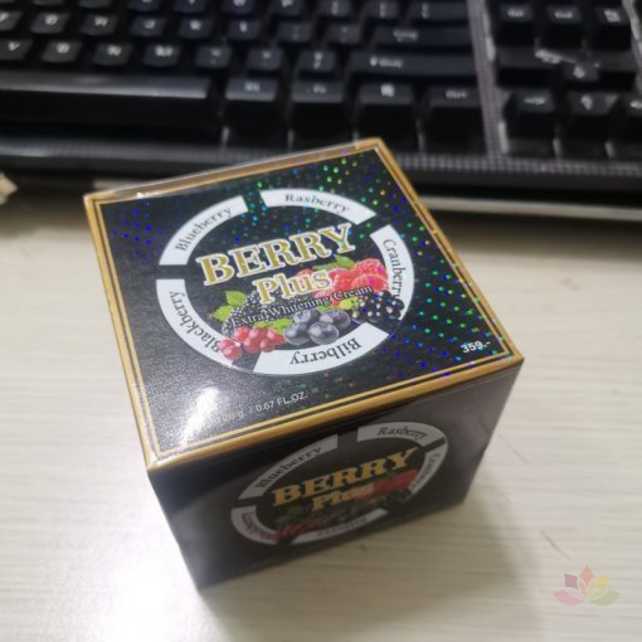 Blueberry
Rasberry
Cranberry
BERRY
Plus
Extra Whitening Cream
Blackberry
Bilberry
359.-
20 g. / 0.67 FL.OZ.
Blueberry
Rasberry
BERRY
Plus
Ctrl